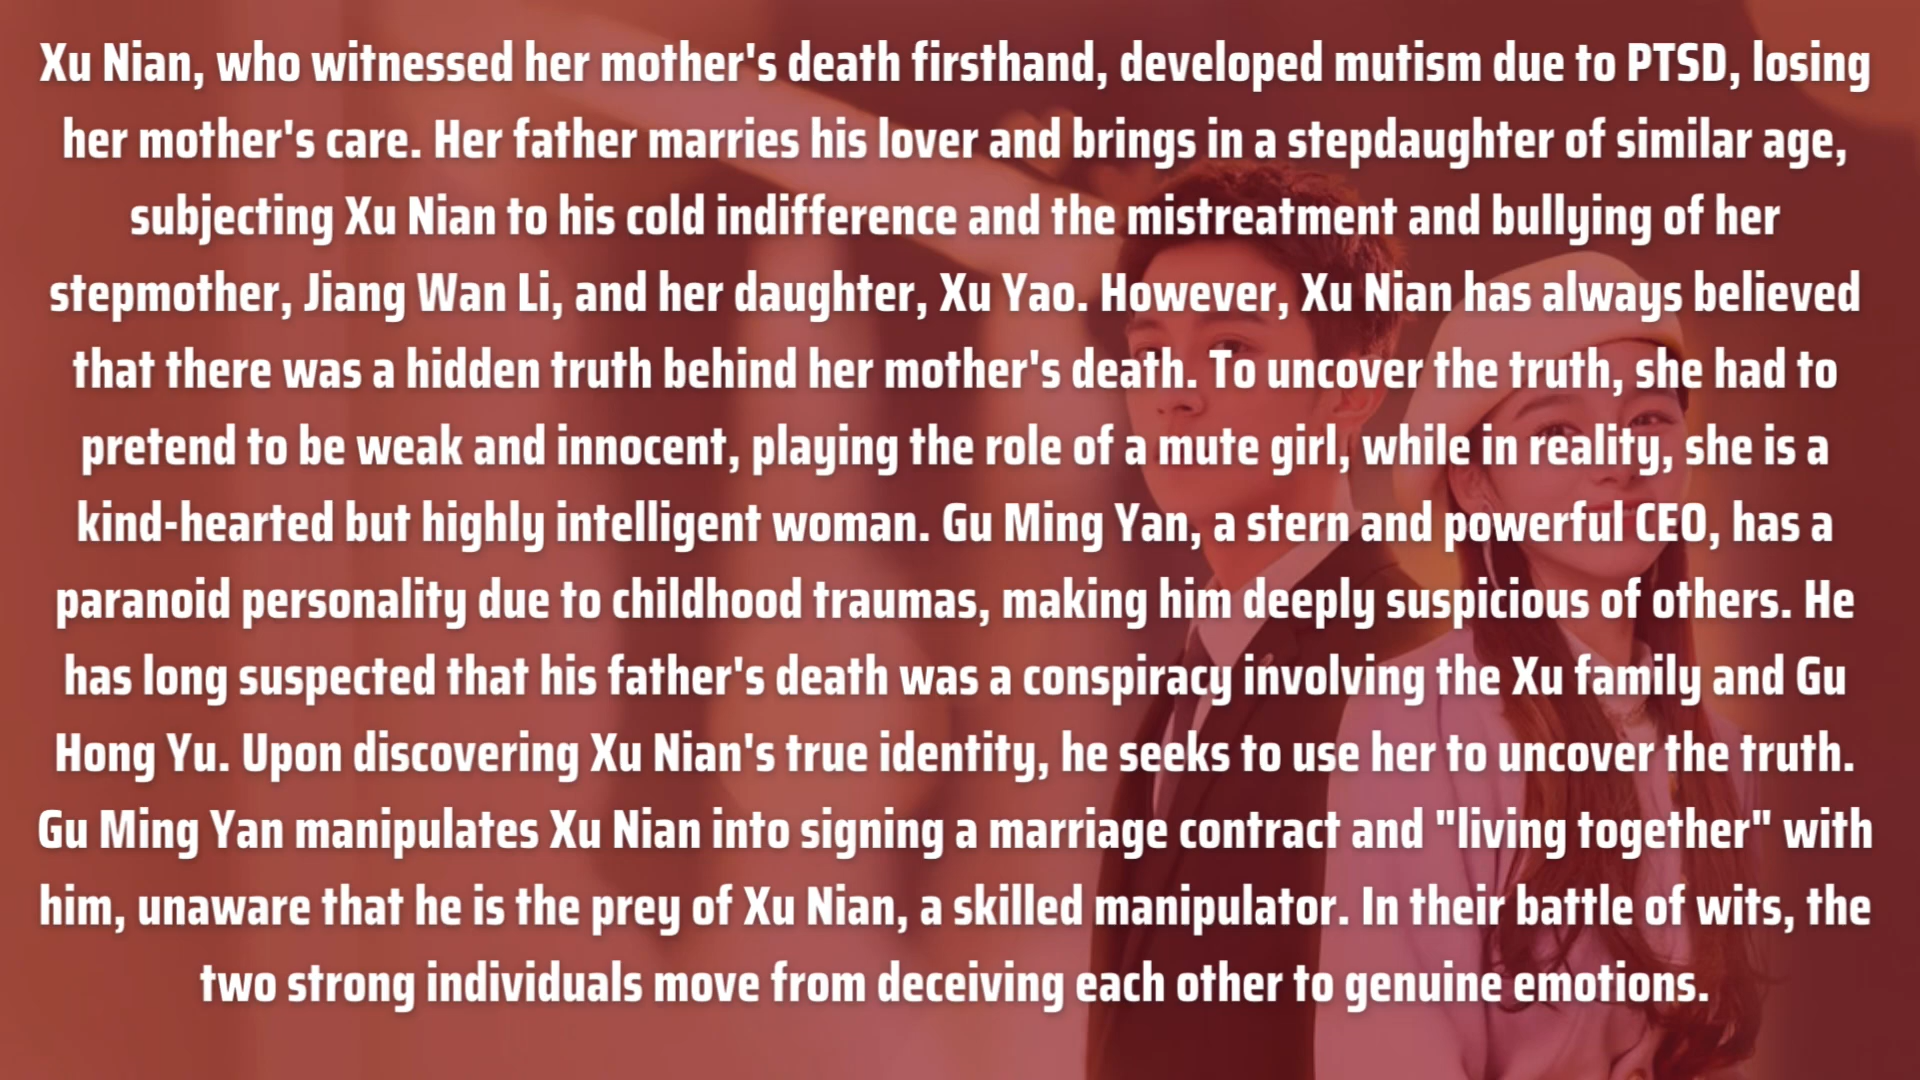 Xu Nian, who witnessed her mother's death firsthand, developed mutism due to PTSD, losing
her mother's care. Her father marries his lover and brings in a stepdaughter of similar age,
subjecting Xu Nian to his cold indifference and the mistreatment and bullying of her
stepmother, Jiang Wan Li, and her daughter, Xu Yao. However, Xu Nian has always believed
that there was a hidden truth behind her mother's death. To uncover the truth, she had to
pretend to be weak and innocent, playing the role of a mute girl, while in reality, she is a
kind-hearted but highly intelligent woman. Gu Ming Yan, a stern and powerful CEO, has a
paranoid personality due to childhood traumas, making him deeply suspicious of others. He
has long suspected that his father's death was a conspiracy involving the Xu family and Gu
Hong Yu. Upon discovering Xu Nian's true identity, he seeks to use her to uncover the truth.
Gu Ming Yan manipulates Xu Nian into signing a marriage contract and "living together" with
him, unaware that he is the prey of Xu Nian, a skilled manipulator. In their battle of wits, the
two strong individuals move from deceiving each other to genuine emotions.